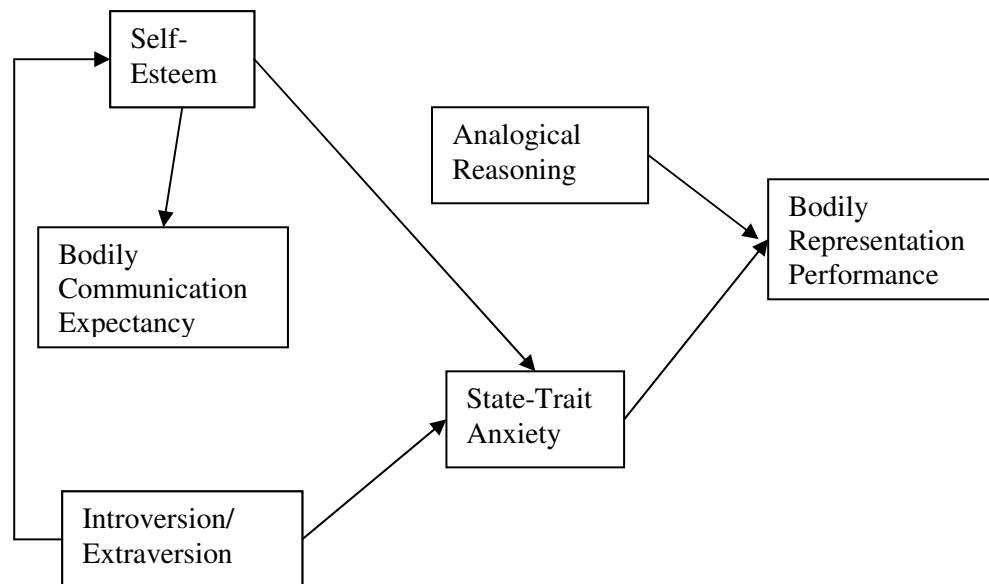 Self-
Esteem
Analogical
Reasoning
Bodily
Representation
Performance
Bodily
Communication
Expectancy
State-Trait
Anxiety
Introversion/
Extraversion